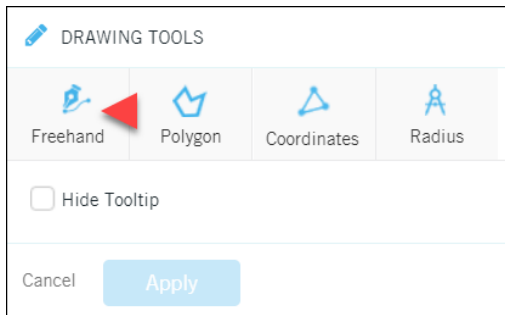 DRAWING TOOLS
Freehand Polygon Coordinates Radius
Hide Tooltip
Cancel Apply